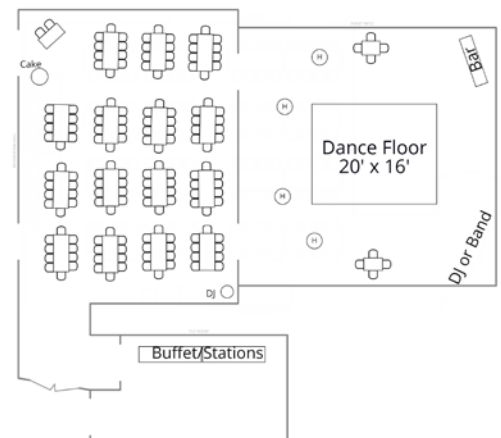 Cake
H
Bar
H
Dance Floor
20' x 16'
H
H
DJ or Band
DJ
Buffet/Stations